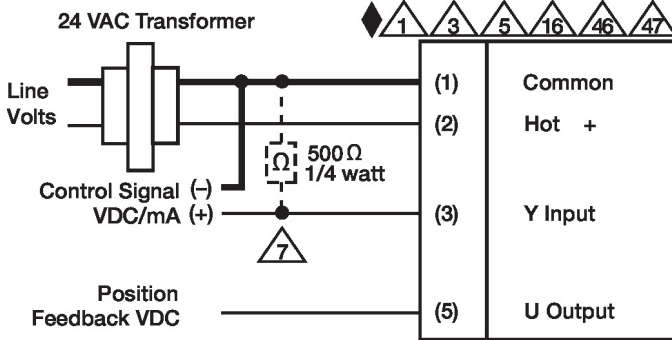 24 VAC Transformer
1 3 5 16 46 47
Line
Volts
(1) Common
(2) Hot +
Ω 500 Ω
1/4 watt
Control Signal (-)
VDC/mA (+)
(3) Y Input
7
Position
Feedback VDC
(5) U Output